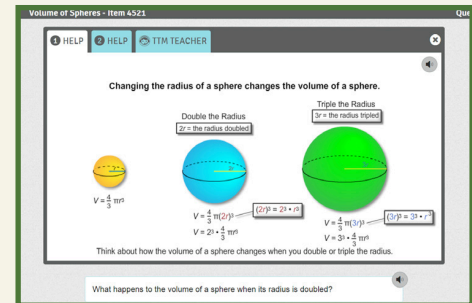 Volume of Spheres - Item 4521
Que
1 HELP
2 HELP
TTM TEACHER
Changing the radius of a sphere changes the volume of a sphere.
Double the Radius
2r = the radius doubled
Triple the Radius
3r = the radius tripled
V = 4/3 πr³
V = 4/3 π(2r)³
(2r)³ = 2³ • r³
V = 2³ • 4/3 πr³
V = 4/3 π(3r)³
(3r)³ = 3³ • r³
V = 3³ • 4/3 πr³
Think about how the volume of a sphere changes when you double or triple the radius.
What happens to the volume of a sphere when its radius is doubled?